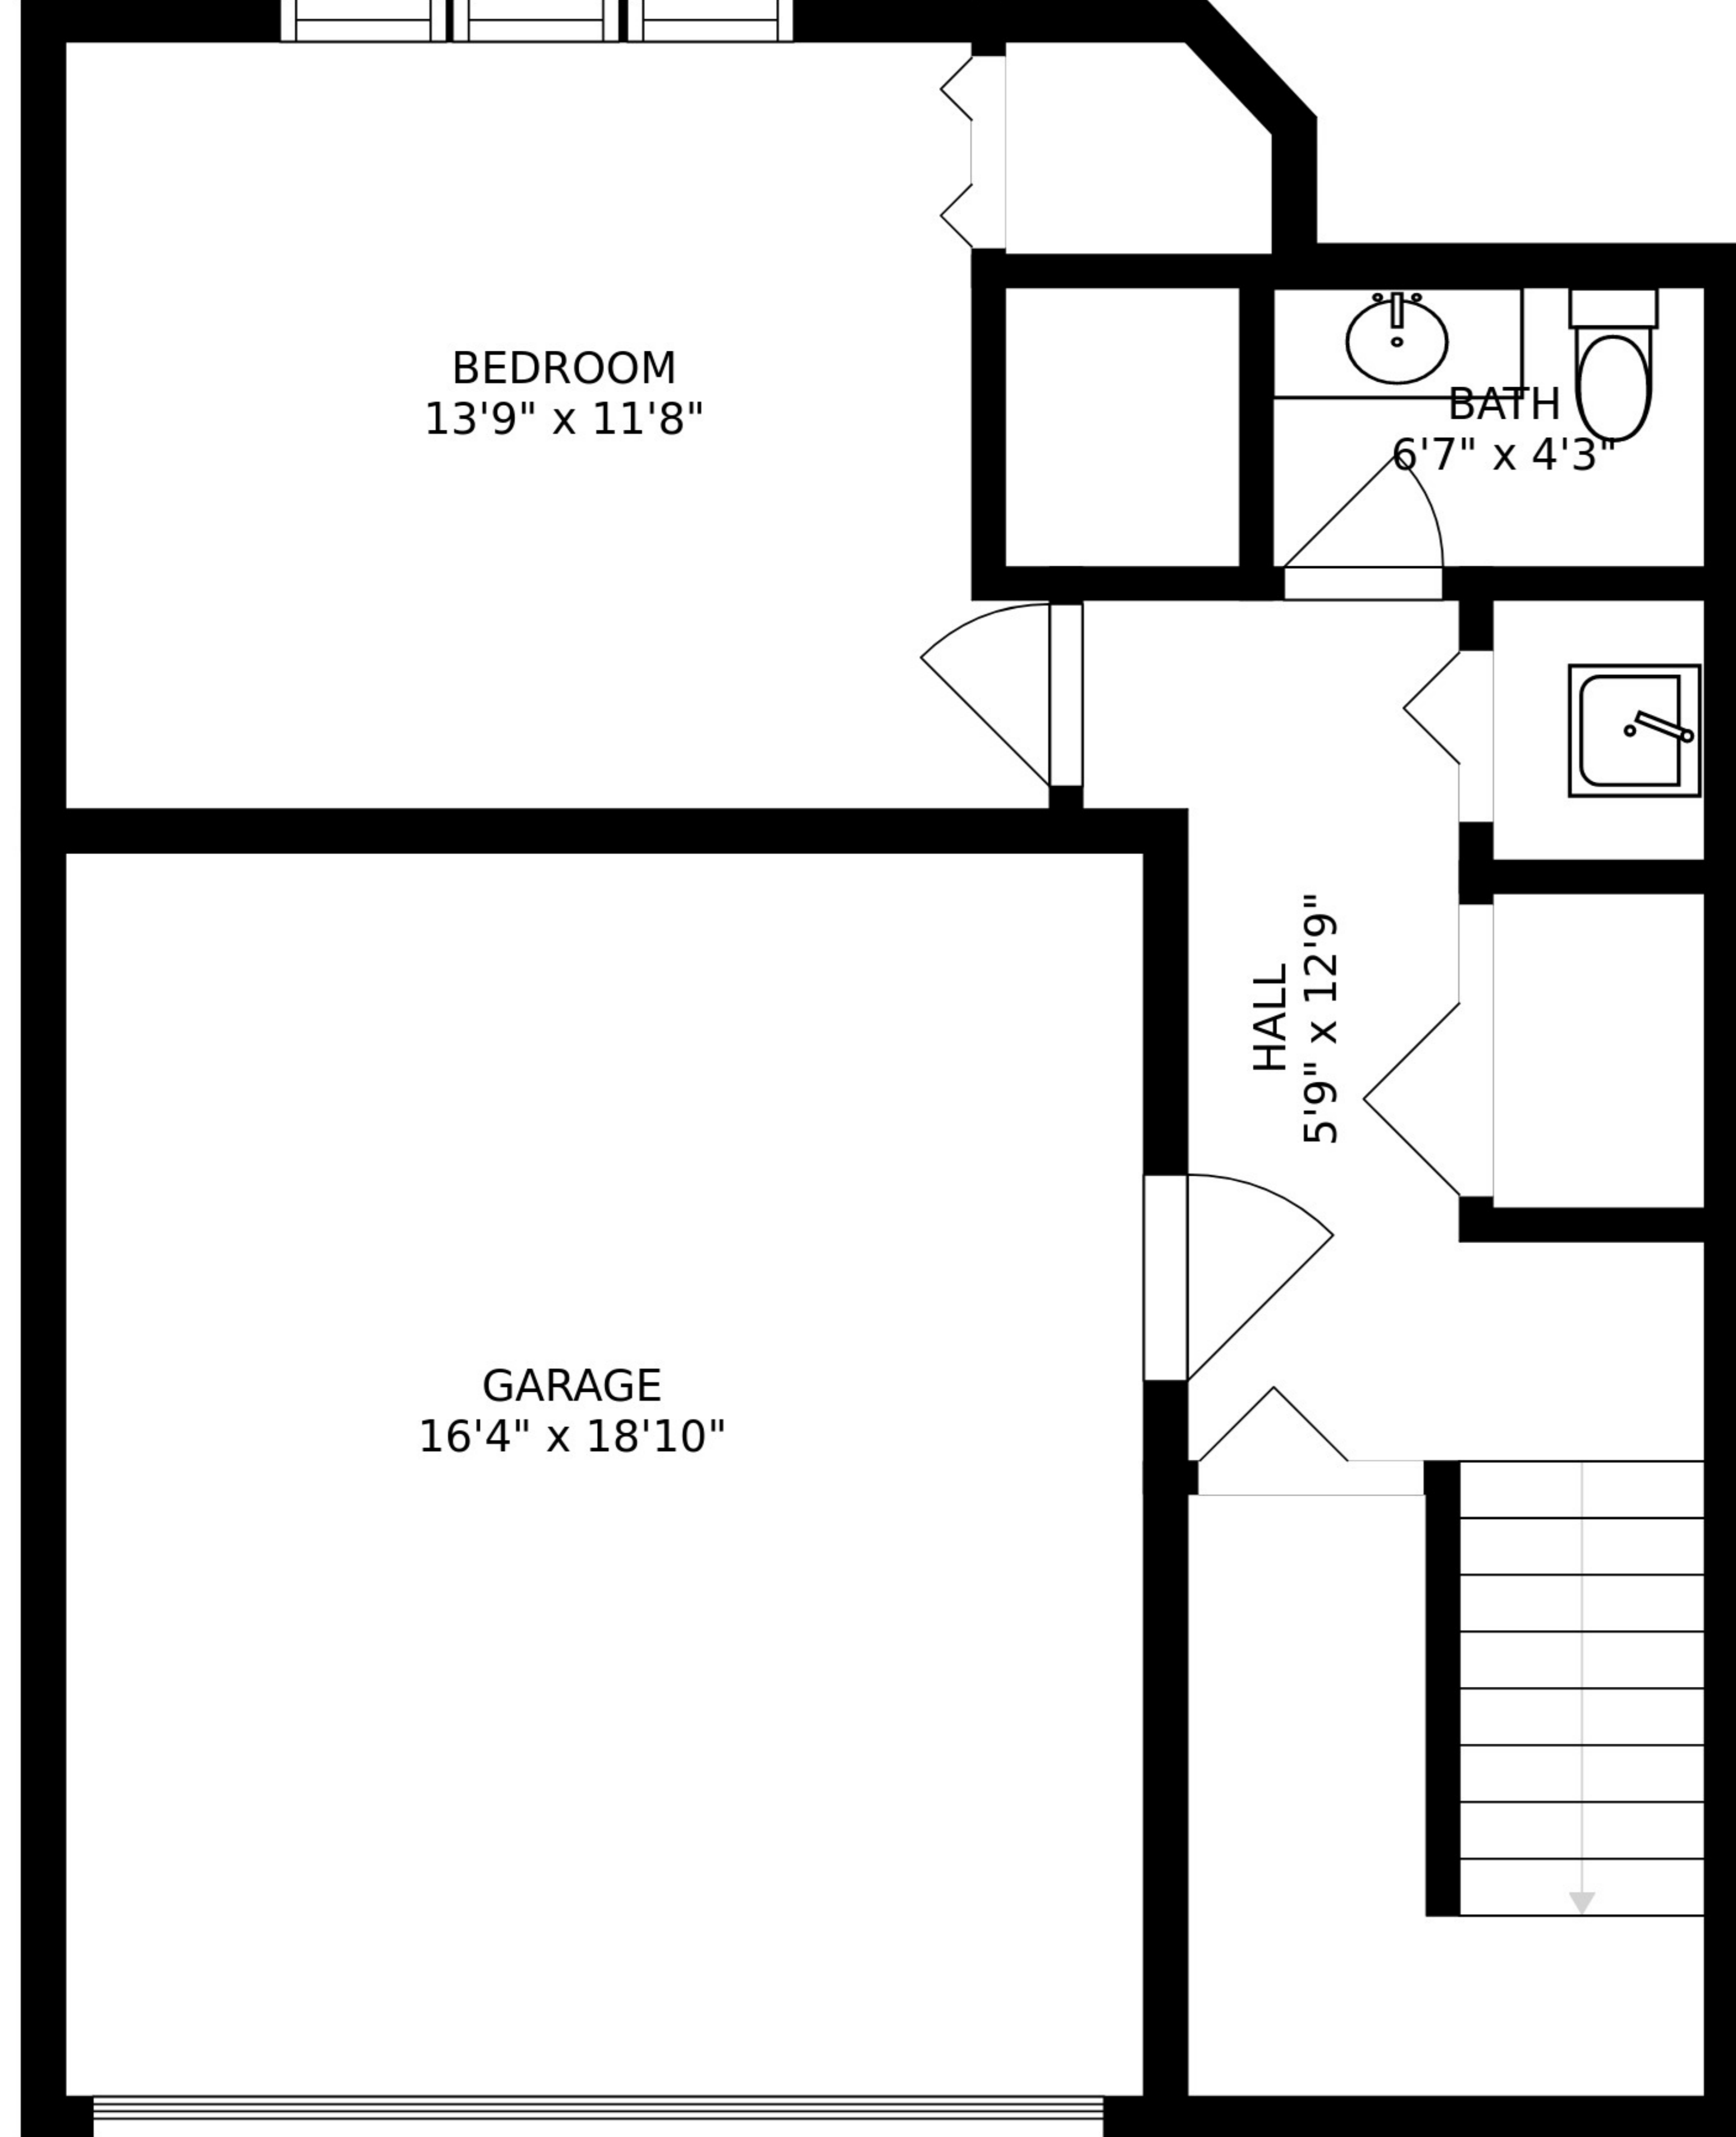 BEDROOM
13'9" x 11'8"
BATH
6'7" x 4'3"
HALL
5'9" x 12'9"
GARAGE
16'4" x 18'10"